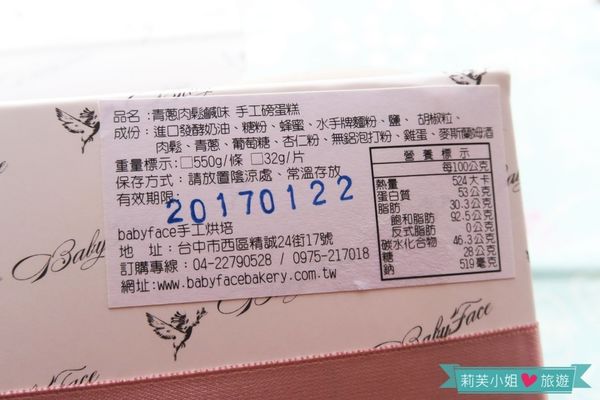 品名:青蔥肉鬆鹹味 手工磅蛋糕
成份:進口發酵奶油、糖粉、蜂蜜、水手牌麵粉、鹽、胡椒粒、
肉鬆、青蔥、葡萄糖、杏仁粉、無鋁泡打粉、雞蛋、麥斯蘭姆酒
重量標示:□550g/條 □32g/片
保存方式:請放置陰涼處、常溫存放
有效期限:
20170122
babyface手工烘培
地 址:台中市西區精誠24街17號
訂購專線:04-22790528 / 0975-217018
網址:www.babyfacebakery.com.tw
營養標示
每100公克
熱量 524大卡
蛋白質 53公克
脂肪 30.3公克
飽和脂肪 92.5公克
反式脂肪 0公克
碳水化合物 46.3公克
糖 28公克
鈉 519毫克
Baby Face
Baby Face
Baby
莉芙小姐♥旅遊